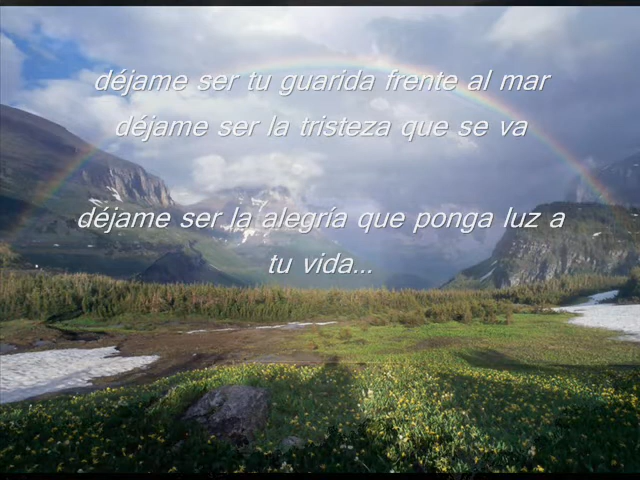 déjame ser tu guarida frente al mar
déjame ser la tristeza que se va
déjame ser la alegría que ponga luz a
tu vida...